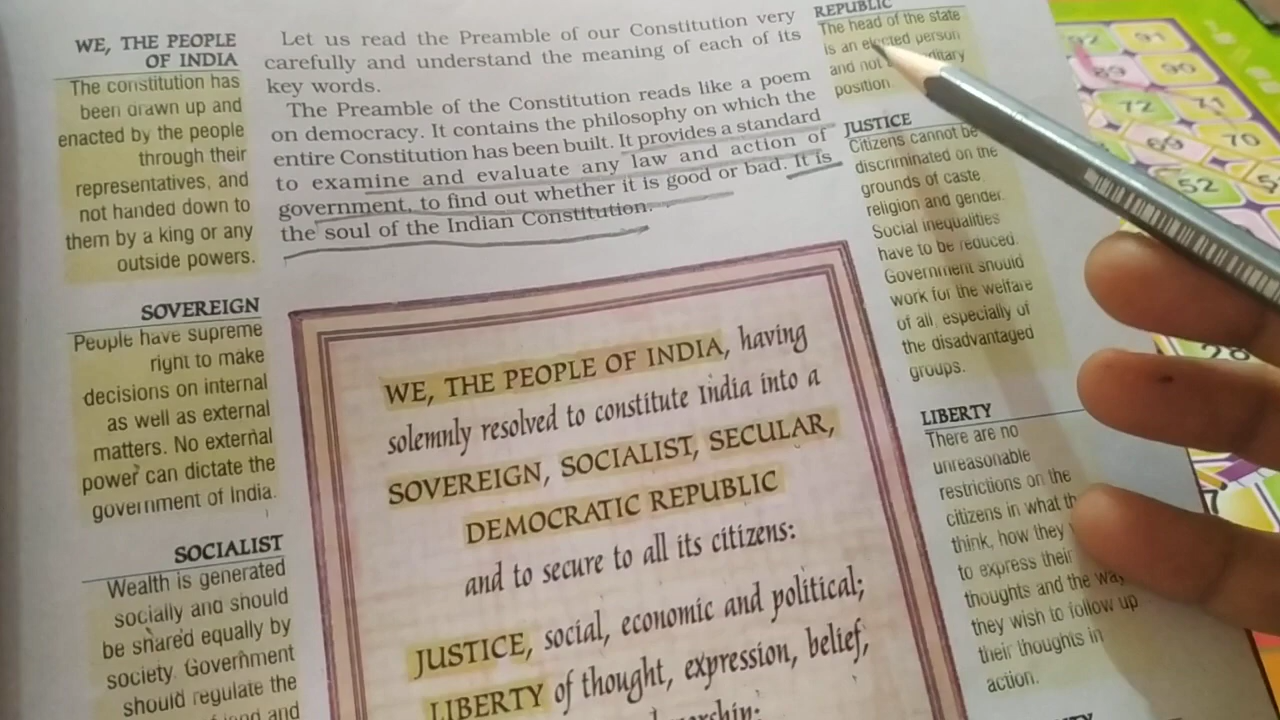 WE, THE PEOPLE
OF INDIA
The constitution has
been drawn up and
enacted by the people
through their
representatives, and
not handed down to
them by a king or any
outside powers.
SOVEREIGN
People have supreme
right to make
decisions on internal
as well as external
matters. No external
power can dictate the
government of India.
SOCIALIST
Wealth is generated
socially and should
be shared equally by
society. Government
should regulate the
and
Let us read the Preamble of our Constitution very
carefully and understand the meaning of each of its
key words.
The Preamble of the Constitution reads like a poem
on democracy. It contains the philosophy on which the
entire Constitution has been built. It provides a standard
to examine and evaluate any law and action of
government, to find out whether it is good or bad. It is
the soul of the Indian Constitution.
WE, THE PEOPLE OF INDIA, having
solemnly resolved to constitute India into a
SOVEREIGN, SOCIALIST, SECULAR,
DEMOCRATIC REPUBLIC
and to secure to all its citizens:
JUSTICE, social, economic and political;
LIBERTY of thought, expression, belief,
REPUBLIC
The head of the state
is an elected person
and not
position.
JUSTICE
Citizens cannot be
discriminated on the
grounds of caste,
religion and gender.
Social inequalities
have to be reduced.
Government should
work for the welfare
of all, especially of
the disadvantaged
groups.
LIBERTY
There are no
unreasonable
restrictions on the
citizens in what
think, how they
to express their
thoughts and the way
they wish to follow up
their thoughts in
action.
91
90
89
72
71
70
69
52
28